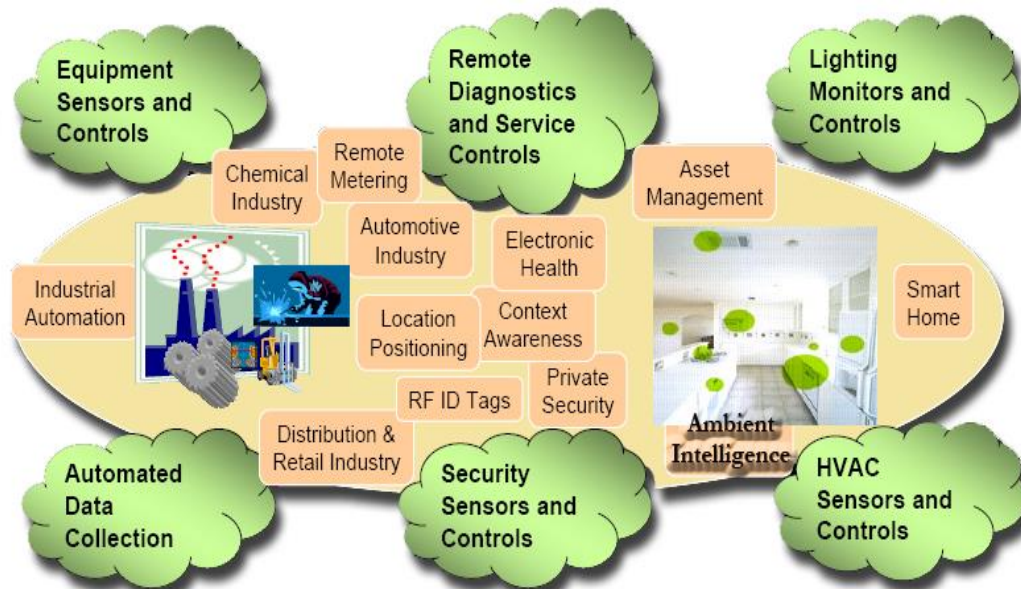 Equipment
Sensors and
Controls
Remote
Diagnostics
and Service
Controls
Lighting
Monitors and
Controls
Chemical
Industry
Remote
Metering
Asset
Management
Automotive
Industry
Electronic
Health
Industrial
Automation
Location
Positioning
Context
Awareness
Smart
Home
RF ID Tags
Private
Security
Distribution &
Retail Industry
Ambient
Intelligence
Automated
Data
Collection
Security
Sensors and
Controls
HVAC
Sensors and
Controls